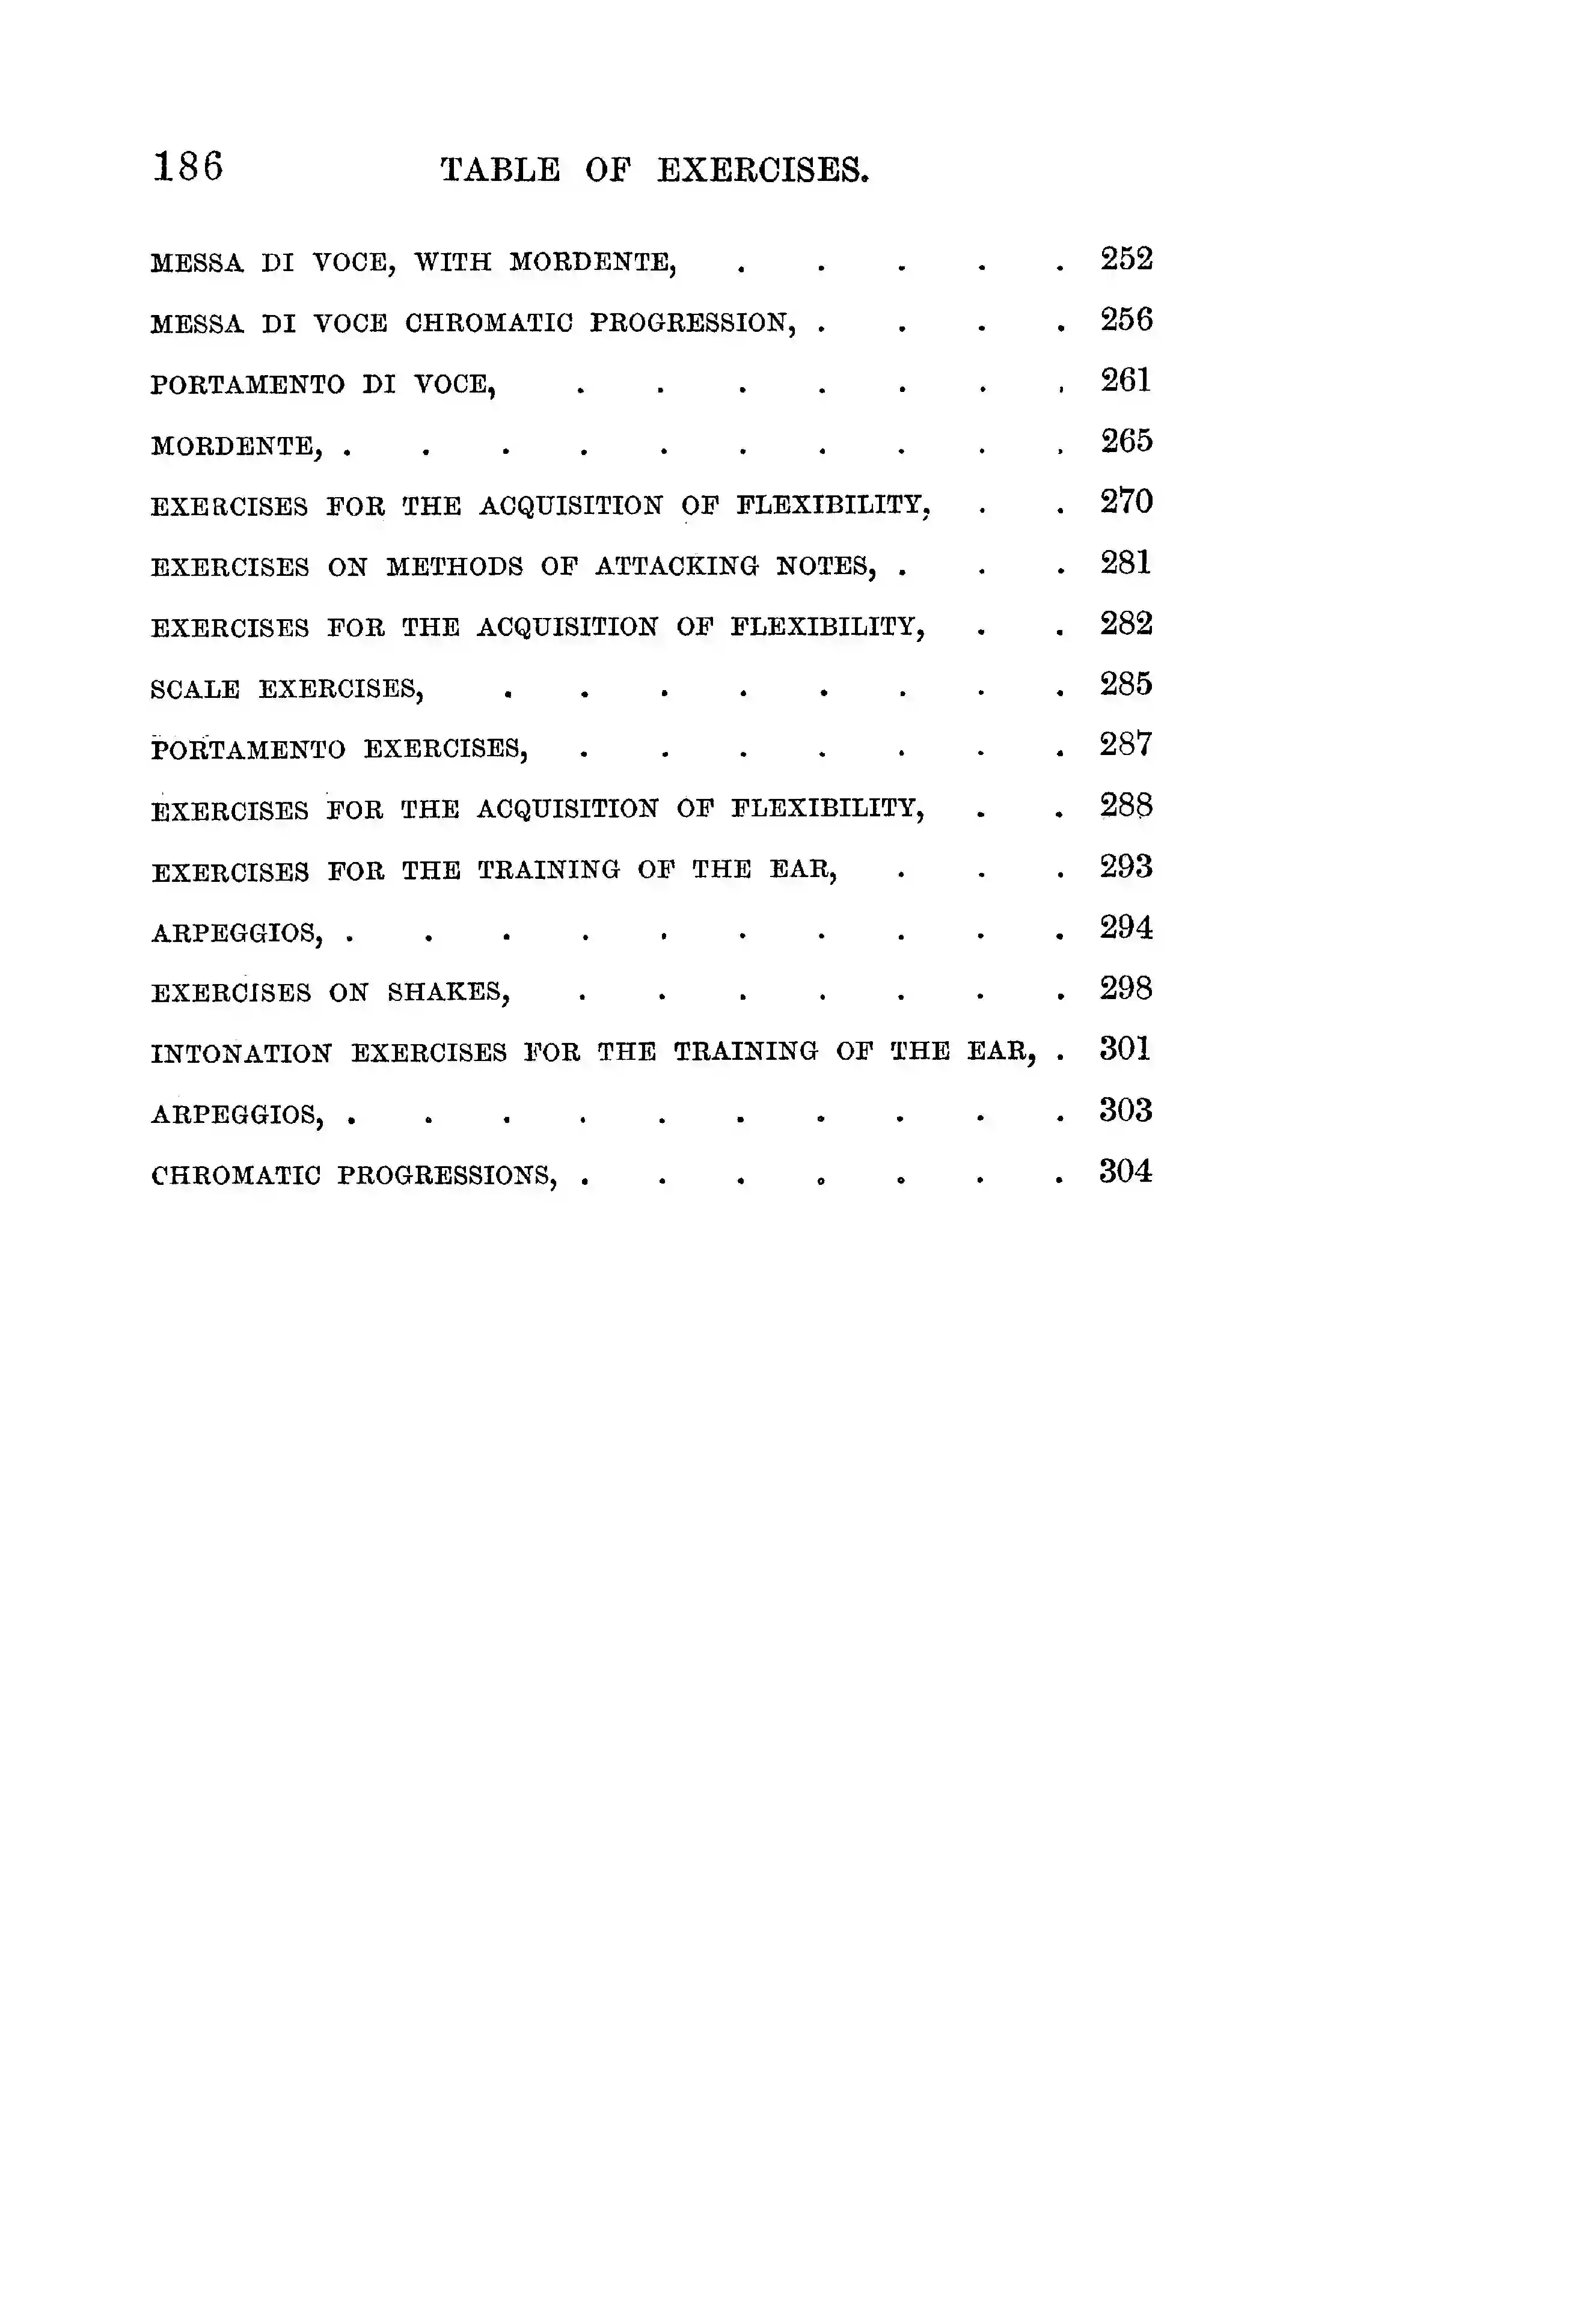 186 TABLE OF EXERCISES.
MESSA DI VOCE, WITH MORDENTE, . . . . . 252
MESSA DI VOCE CHROMATIC PROGRESSION, . . . . 256
PORTAMENTO DI VOCE, . . . . . . . 261
MORDENTE, . . . . . . . . . . 265
EXERCISES FOR THE ACQUISITION OF FLEXIBILITY, . . 270
EXERCISES ON METHODS OF ATTACKING NOTES, . . . 281
EXERCISES FOR THE ACQUISITION OF FLEXIBILITY, . . 282
SCALE EXERCISES, . . . . . . . . 285
PORTAMENTO EXERCISES, . . . . . . . 287
EXERCISES FOR THE ACQUISITION OF FLEXIBILITY, . . 288
EXERCISES FOR THE TRAINING OF THE EAR, . . . 293
ARPEGGIOS, . . . . . . . . . . 294
EXERCISES ON SHAKES, . . . . . . . 298
INTONATION EXERCISES FOR THE TRAINING OF THE EAR, . 301
ARPEGGIOS, . . . . . . . . . . 303
CHROMATIC PROGRESSIONS, . . . . . . . 304